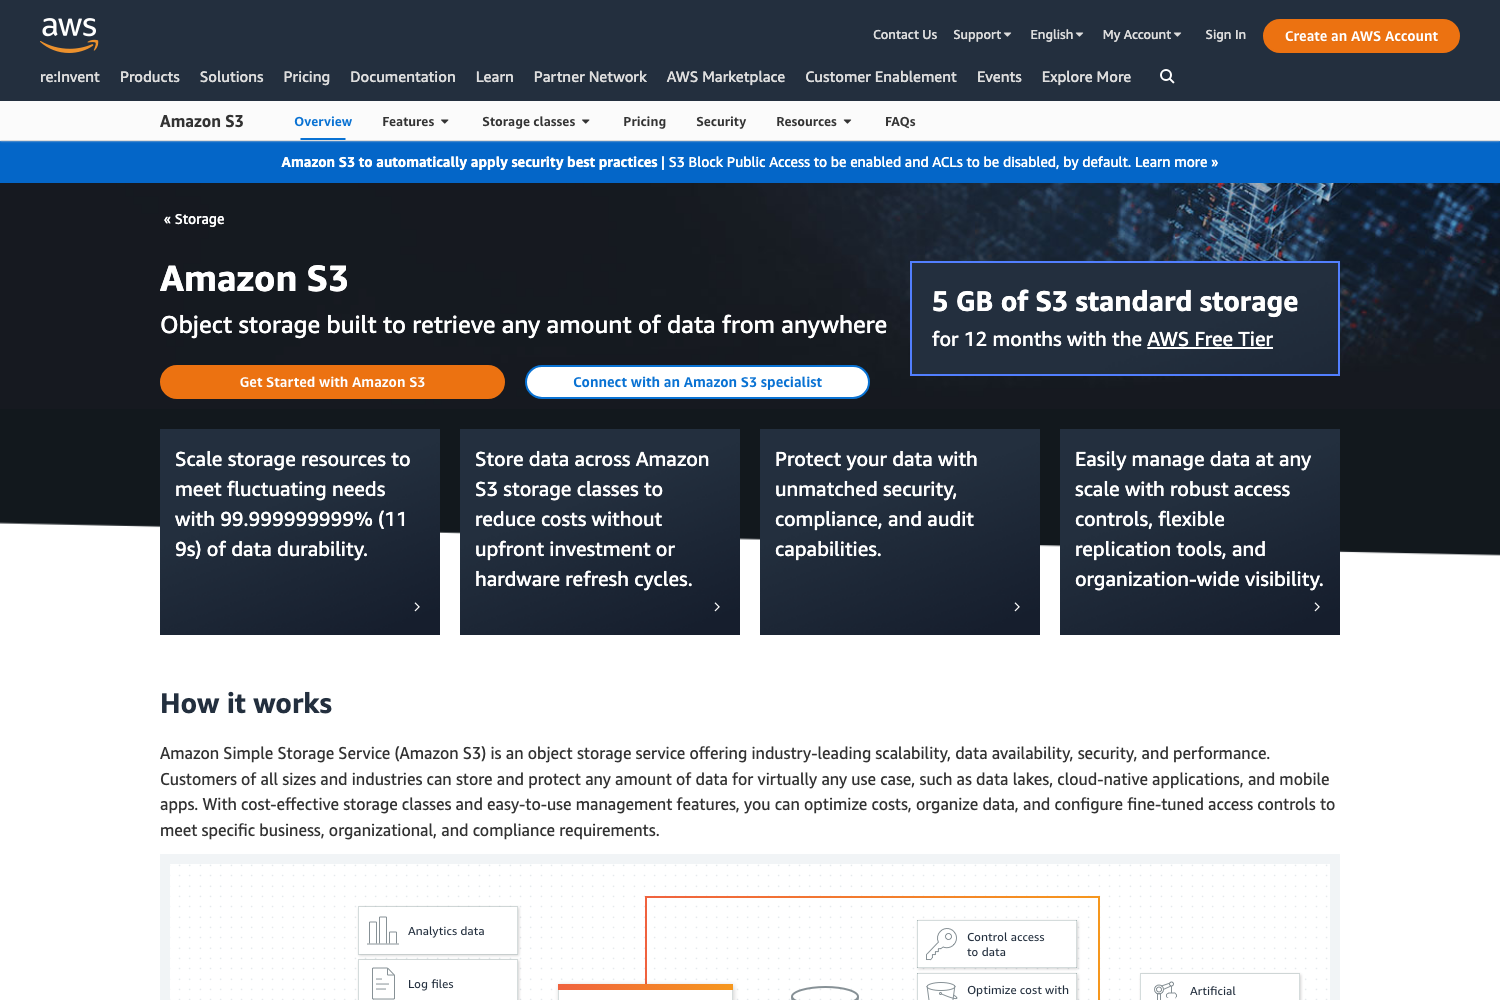 aws
Contact Us Support English My Account Sign In Create an AWS Account
re:Invent Products Solutions Pricing Documentation Learn Partner Network AWS Marketplace Customer Enablement Events Explore More
Amazon S3 Overview Features Storage classes Pricing Security Resources FAQs
Amazon S3 to automatically apply security best practices | S3 Block Public Access to be enabled and ACLs to be disabled, by default. Learn more »
« Storage
Amazon S3
Object storage built to retrieve any amount of data from anywhere
Get Started with Amazon S3
Connect with an Amazon S3 specialist
5 GB of S3 standard storage
for 12 months with the AWS Free Tier
Scale storage resources to
meet fluctuating needs
with 99.999999999% (11
9s) of data durability.
Store data across Amazon
S3 storage classes to
reduce costs without
upfront investment or
hardware refresh cycles.
Protect your data with
unmatched security,
compliance, and audit
capabilities.
Easily manage data at any
scale with robust access
controls, flexible
replication tools, and
organization-wide visibility.
How it works
Amazon Simple Storage Service (Amazon S3) is an object storage service offering industry-leading scalability, data availability, security, and performance.
Customers of all sizes and industries can store and protect any amount of data for virtually any use case, such as data lakes, cloud-native applications, and mobile
apps. With cost-effective storage classes and easy-to-use management features, you can optimize costs, organize data, and configure fine-tuned access controls to
meet specific business, organizational, and compliance requirements.
Analytics data
Log files
Control access
to data
Optimize cost with
Artificial